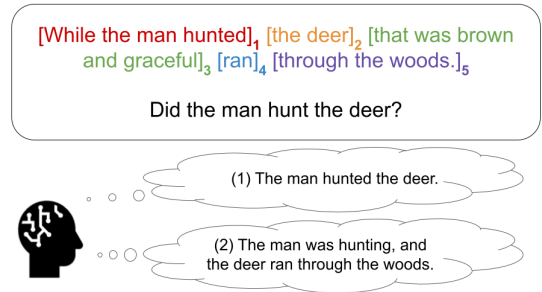 [While the man hunted]1 [the deer]2 [that was brown
and graceful]3 [ran]4 [through the woods.]5
Did the man hunt the deer?
(1) The man hunted the deer.
(2) The man was hunting, and
the deer ran through the woods.